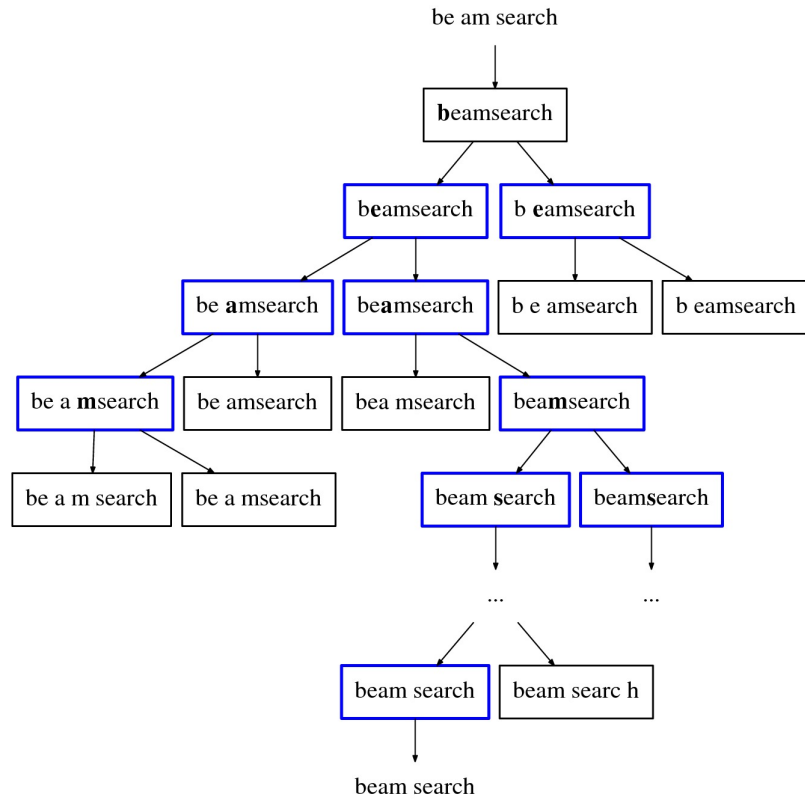 be am search
beamsearch
beamsearch
b eamsearch
be amsearch
beamsearch
b e amsearch
b eamsearch
be a msearch
be amsearch
bea msearch
beamsearch
be a m search
be a msearch
beam search
beamsearch
...
...
beam search
beam searc h
beam search